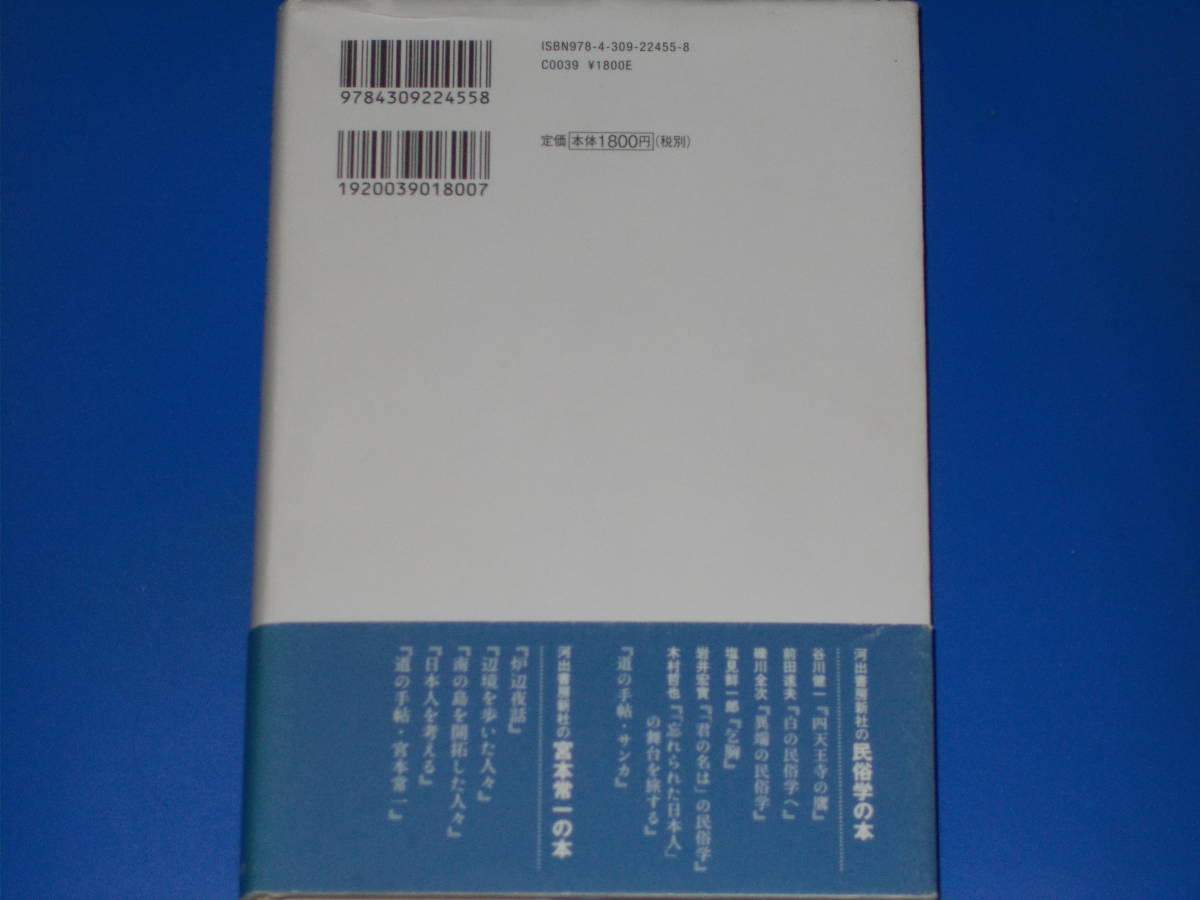 9784309224558
ISBN978-4-309-22455-8
C0039 ¥1800E
1920039018007
定価 本体1800円(税別)
河出書房新社の民俗学の本
谷川健一『四天王寺の鷹』
前田速夫『白の民俗学へ』
礫川全次『異端の民俗学』
塩見鮮一郎『乞胸』
岩井宏實『「君の名は」の民俗学』
木村哲也『「忘れられた日本人」
の舞台を旅する』
『道の手帖・サンカ』
河出書房新社の宮本常一の本
『炉辺夜話』
『辺境を歩いた人々』
『南の島を開拓した人々』
『日本人を考える』
『道の手帖・宮本常一』